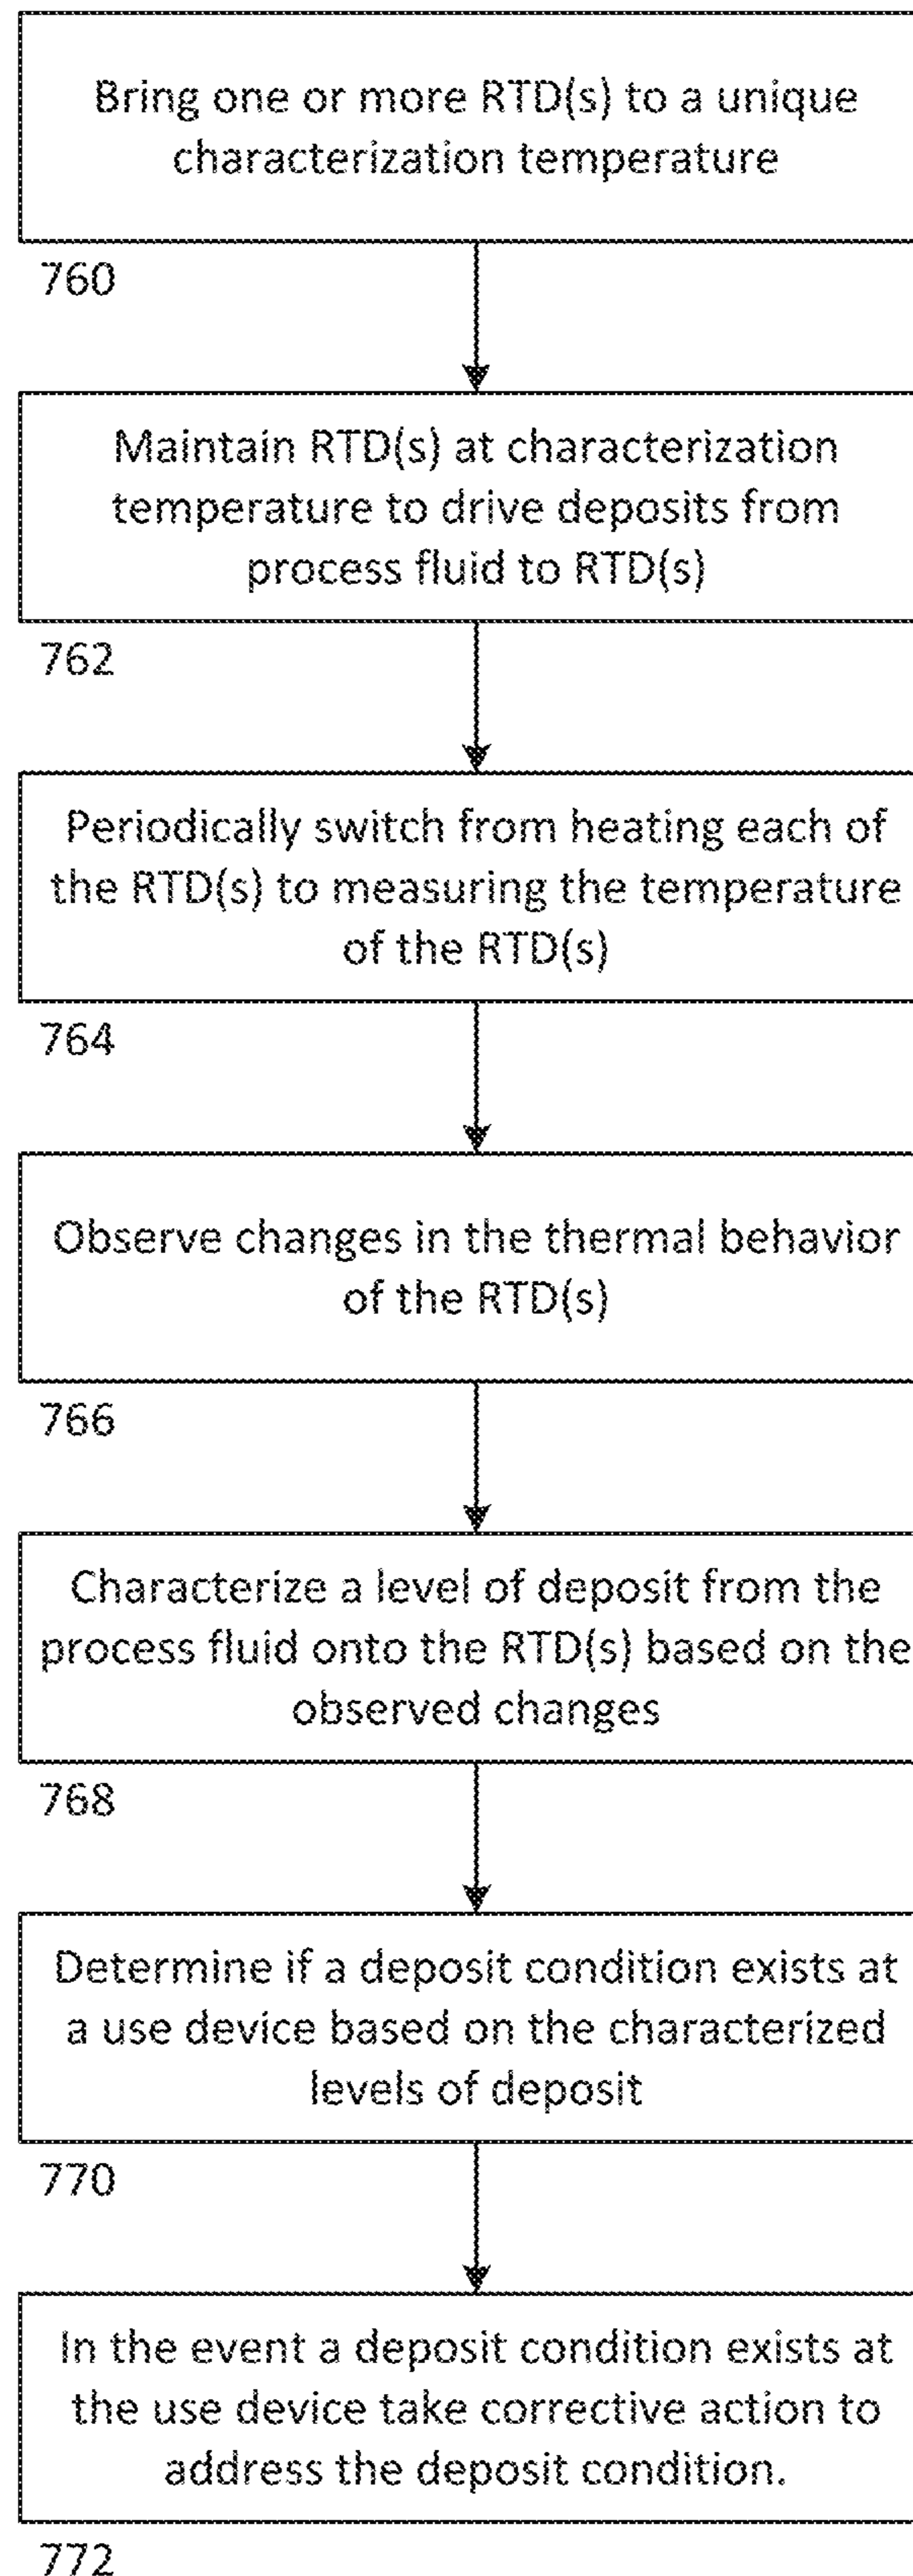 Bring one or more RTD(s) to a unique
characterization temperature
760
Maintain RTD(s) at characterization
temperature to drive deposits from
process fluid to RTD(s)
762
Periodically switch from heating each of
the RTD(s) to measuring the temperature
of the RTD(s)
764
Observe changes in the thermal behavior
of the RTD(s)
766
Characterize a level of deposit from the
process fluid onto the RTD(s) based on the
observed changes
768
Determine if a deposit condition exists at
a use device based on the characterized
levels of deposit
770
In the event a deposit condition exists at
the use device take corrective action to
address the deposit condition.
772